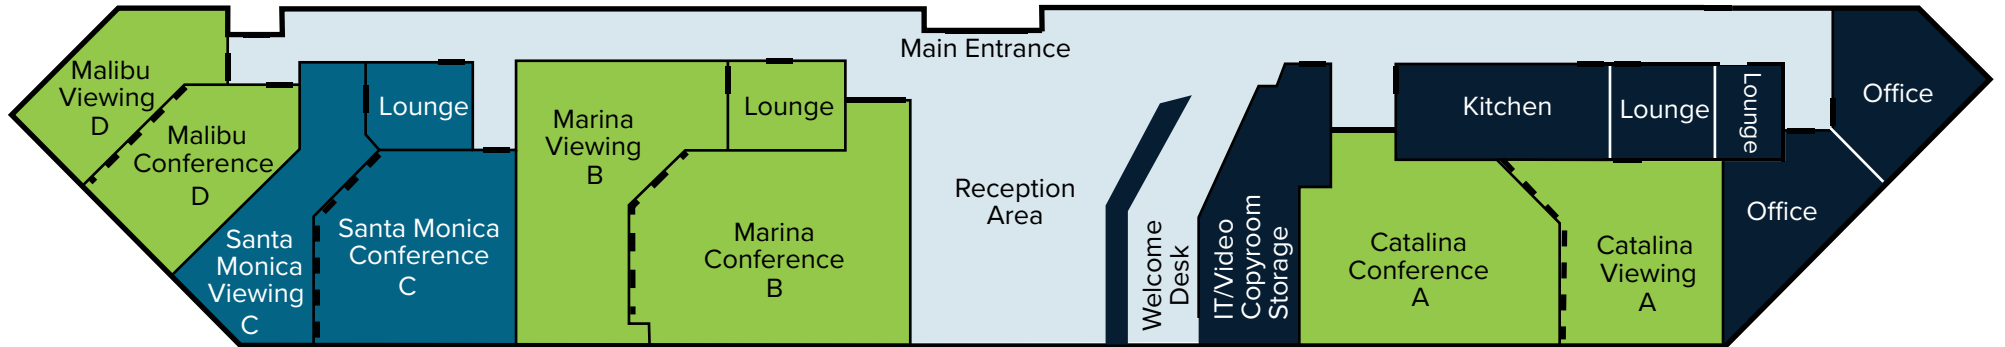 Main Entrance
Malibu
Viewing
D
Malibu
Conference
D
Lounge
Santa
Monica
Viewing
C
Santa Monica
Conference
C
Marina
Viewing
B
Lounge
Marina
Conference
B
Reception
Area
Welcome
Desk
IT/Video
Copyroom
Storage
Catalina
Conference
A
Kitchen
Lounge
Lounge
Catalina
Viewing
A
Office
Office